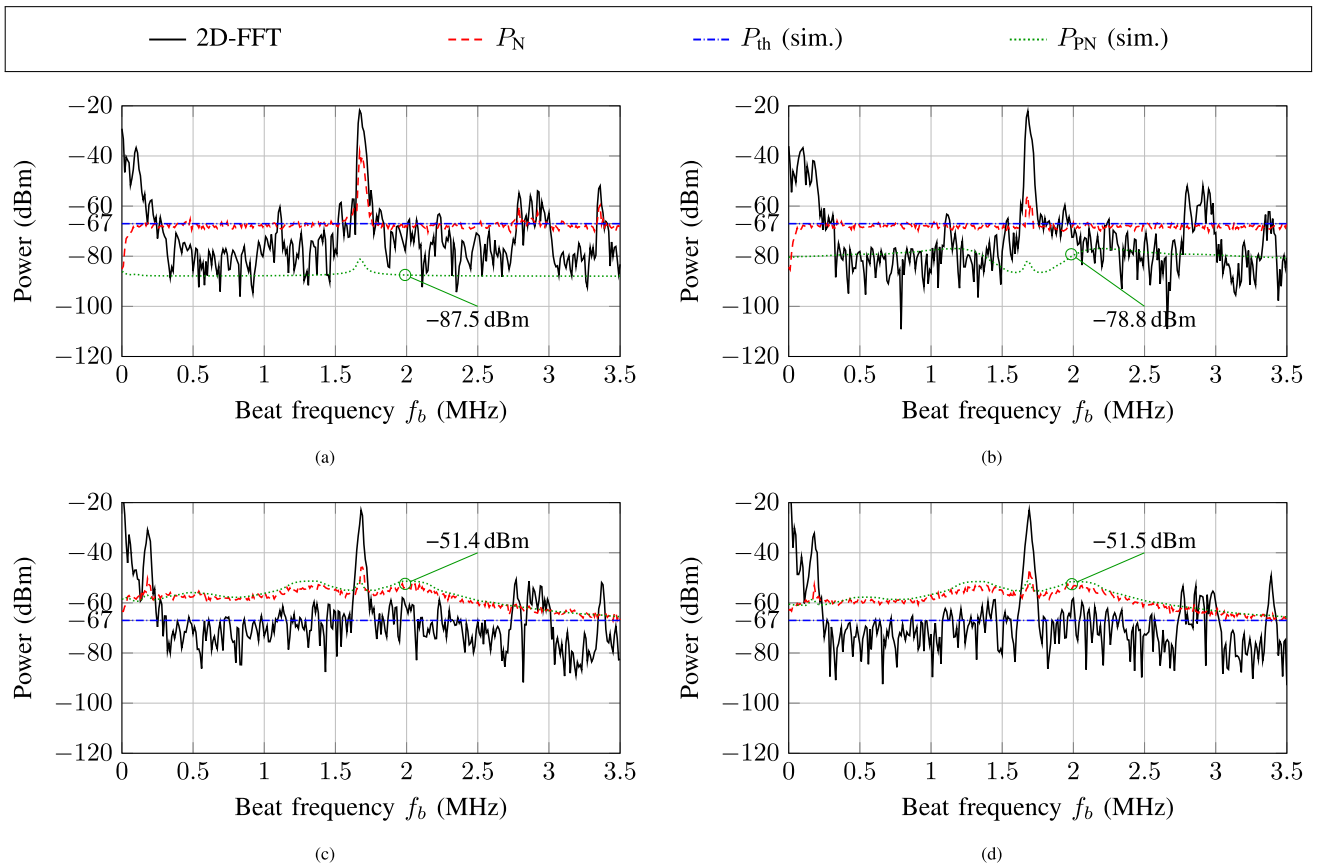 2D-FFT P_N P_th (sim.) P_PN (sim.)
−20
−40
−60
−67
−80
−100
−120
0 0.5 1 1.5 2 2.5 3 3.5
Power (dBm)
Beat frequency f_b (MHz)
−87.5 dBm
(a)
−20
−40
−60
−67
−80
−100
−120
0 0.5 1 1.5 2 2.5 3 3.5
Power (dBm)
Beat frequency f_b (MHz)
−78.8 dBm
(b)
−20
−40
−60
−67
−80
−100
−120
0 0.5 1 1.5 2 2.5 3 3.5
Power (dBm)
Beat frequency f_b (MHz)
−51.4 dBm
(c)
−20
−40
−60
−67
−80
−100
−120
0 0.5 1 1.5 2 2.5 3 3.5
Power (dBm)
Beat frequency f_b (MHz)
−51.5 dBm
(d)